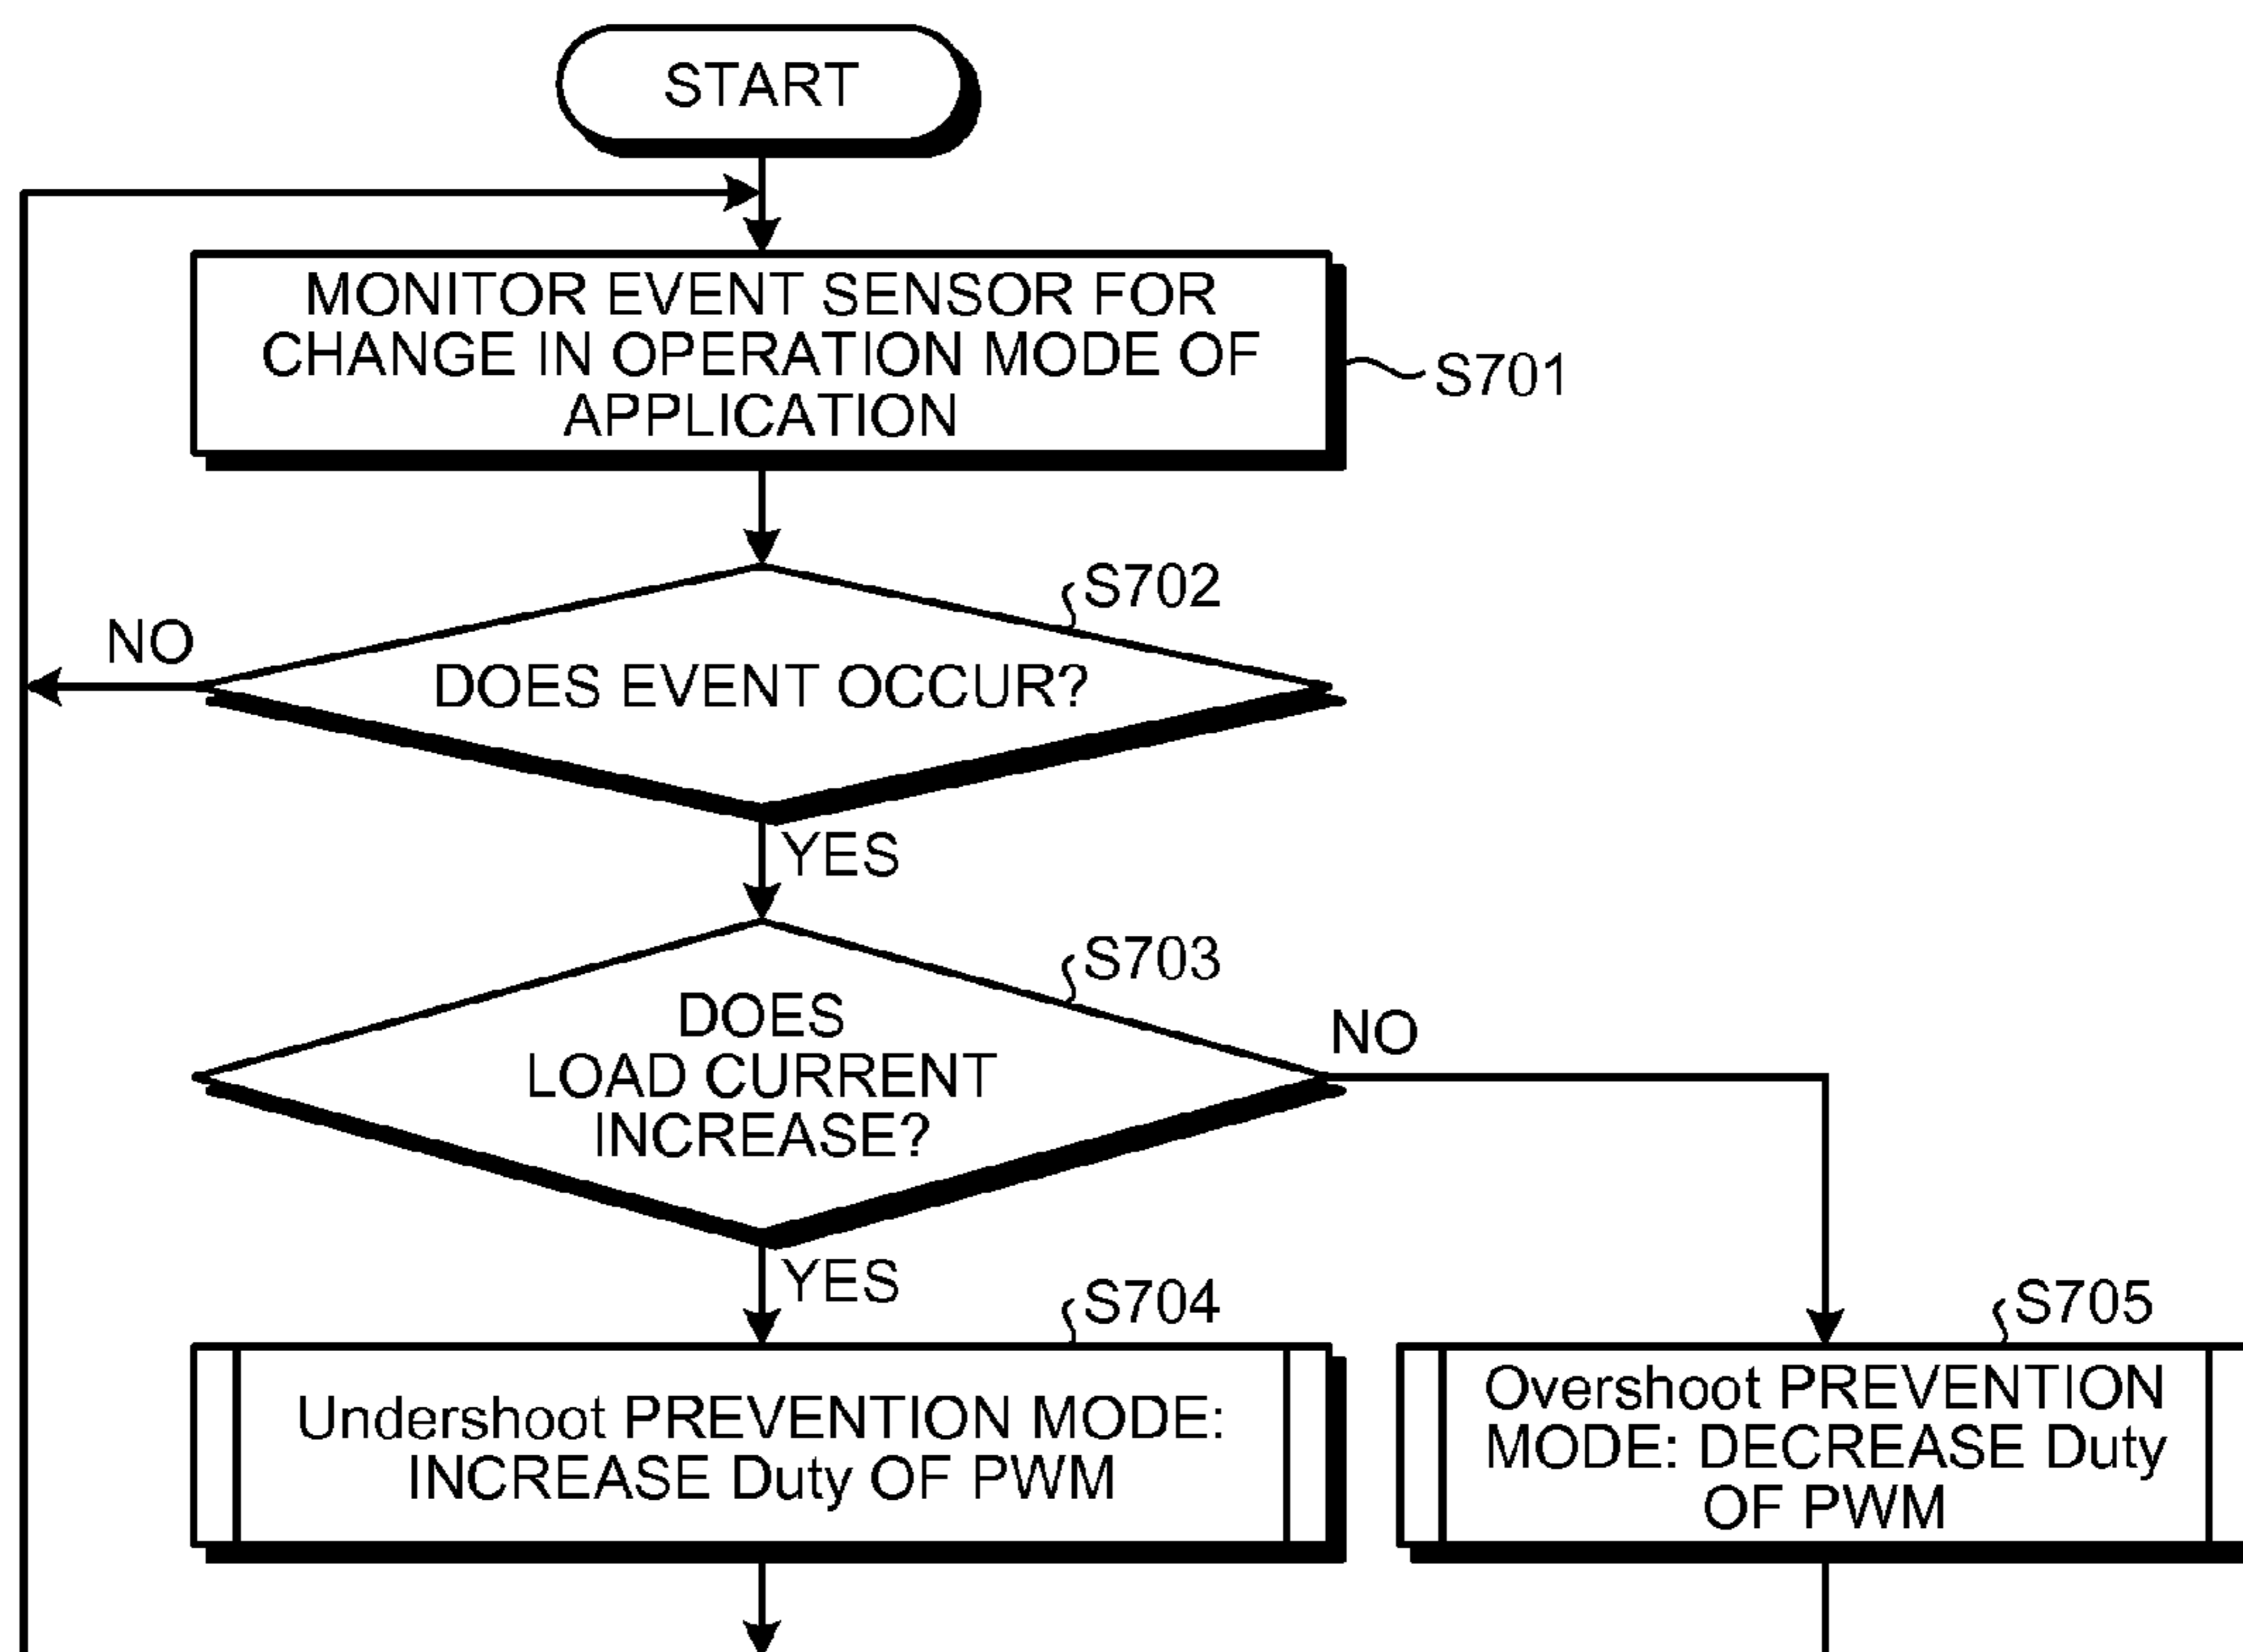 START
MONITOR EVENT SENSOR FOR
CHANGE IN OPERATION MODE OF
APPLICATION
S701
S702
NO
DOES EVENT OCCUR?
YES
S703
DOES
LOAD CURRENT
INCREASE?
NO
YES
S704
S705
Undershoot PREVENTION MODE:
INCREASE Duty OF PWM
Overshoot PREVENTION
MODE: DECREASE Duty
OF PWM